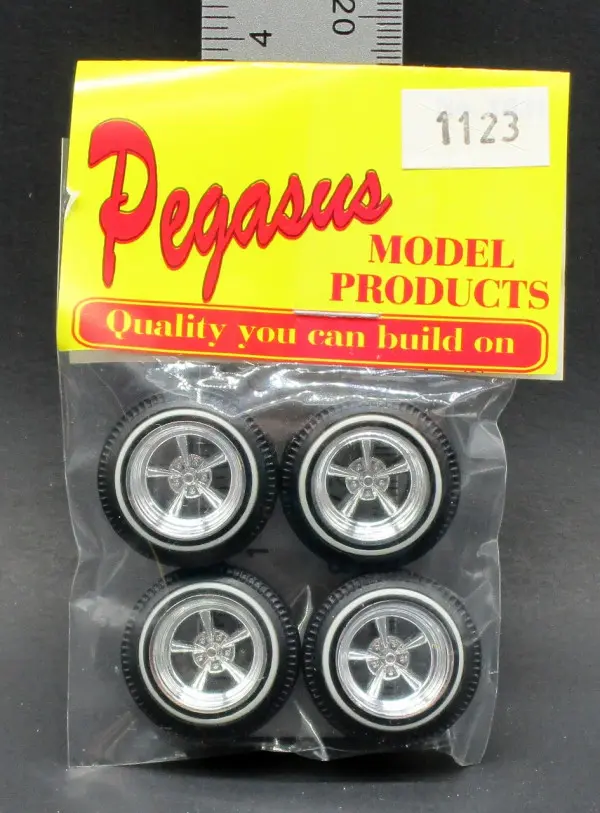 4
20
1123
Pegasus
MODEL
PRODUCTS
Quality you can build on